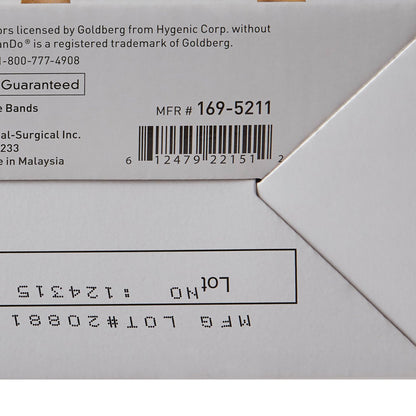 ors licensed by Goldberg from Hygenic Corp. without
anDo® is a registered trademark of Goldberg.
1-800-777-4908
Guaranteed
e Bands
MFR # 169-5211
al-Surgical Inc.
233
e in Malaysia
6 12479 22151 2
Lot NO :124315
MFG LOT#20881